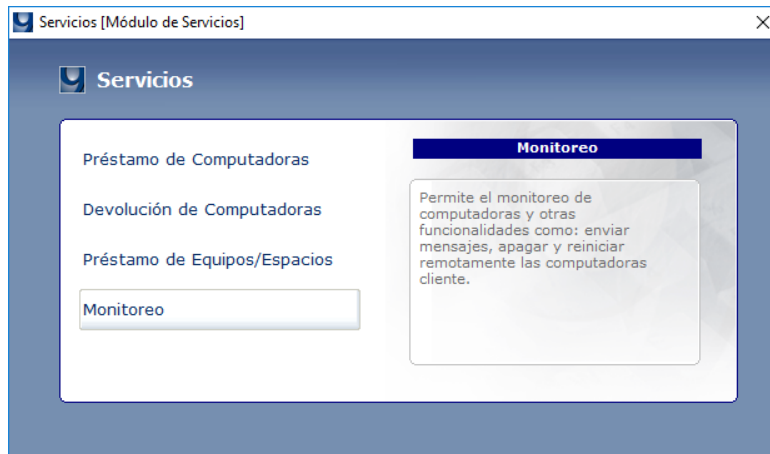 Servicios [Módulo de Servicios]
Servicios
Préstamo de Computadoras
Devolución de Computadoras
Préstamo de Equipos/Espacios
Monitoreo
Monitoreo
Permite el monitoreo de
computadoras y otras
funcionalidades como: enviar
mensajes, apagar y reiniciar
remotamente las computadoras
cliente.